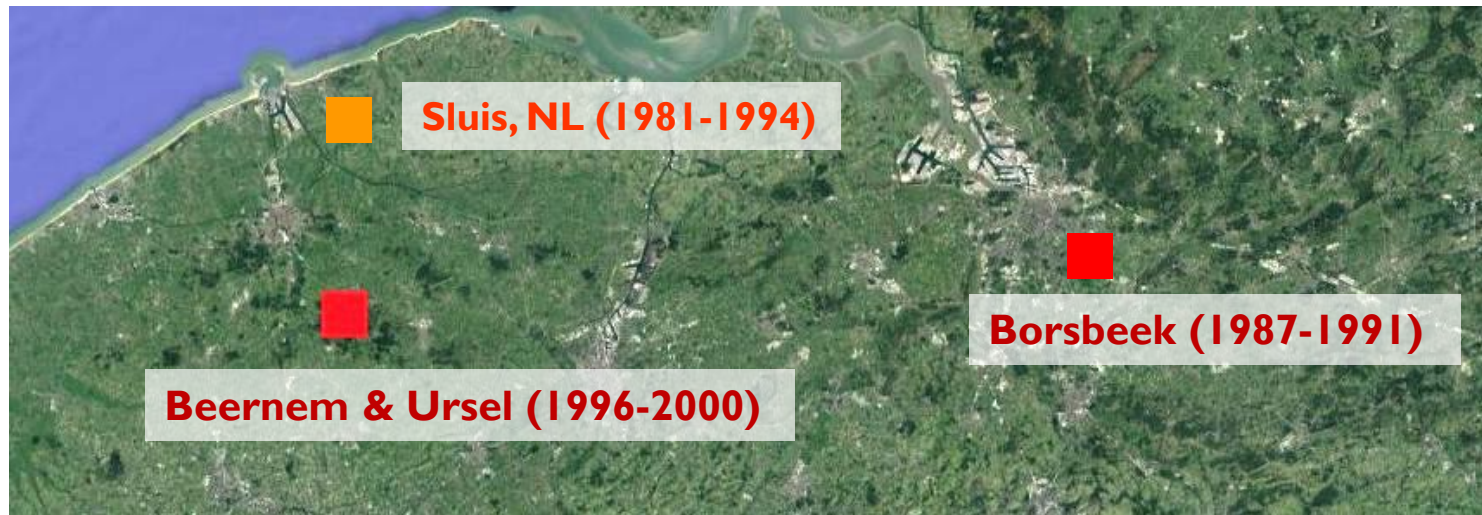 Sluis, NL (1981-1994)
Borsbeek (1987-1991)
Beernem & Ursel (1996-2000)